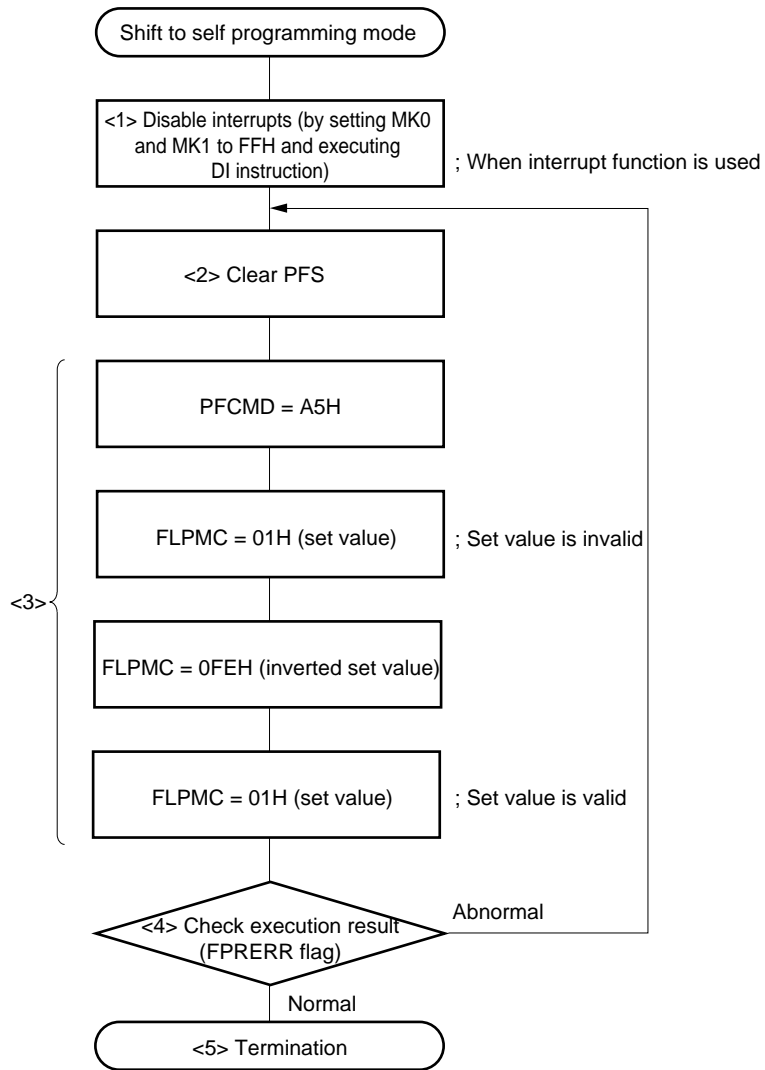 Shift to self programming mode
<1> Disable interrupts (by setting MK0
and MK1 to FFH and executing
DI instruction)
; When interrupt function is used
<2> Clear PFS
PFCMD = A5H
FLPMC = 01H (set value)
; Set value is invalid
<3>
FLPMC = 0FEH (inverted set value)
FLPMC = 01H (set value)
; Set value is valid
<4> Check execution result
(FPRERR flag)
Abnormal
Normal
<5> Termination